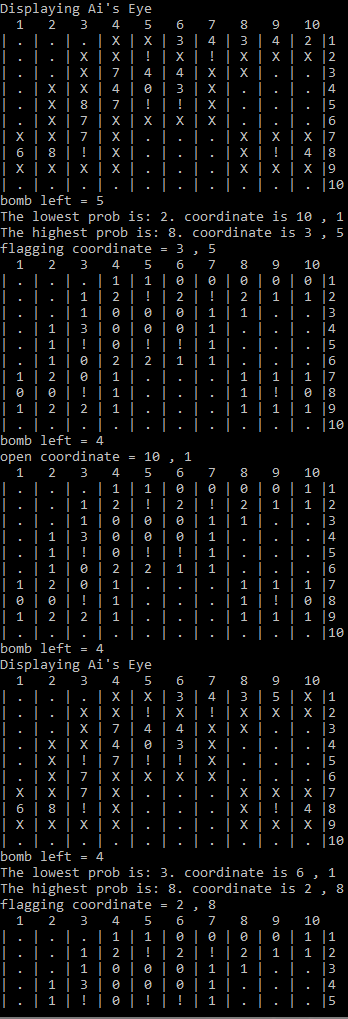 Displaying Ai's Eye
   1   2   3   4   5   6   7   8   9   10
| . | . | . | X | X | 3 | 4 | 3 | 4 | 2 |1
| . | . | X | X | ! | X | ! | X | X | X |2
| . | . | X | 7 | 4 | 4 | X | X | . | . |3
| . | X | X | 4 | 0 | 3 | X | . | . | . |4
| . | X | 8 | 7 | ! | ! | X | . | . | . |5
| . | X | 7 | X | X | X | X | . | . | . |6
| X | X | 7 | X | . | . | . | X | X | X |7
| 6 | 8 | ! | X | . | . | . | X | ! | 4 |8
| X | X | X | X | . | . | . | X | X | X |9
| . | . | . | . | . | . | . | . | . | . |10
bomb left = 5
The lowest prob is: 2. coordinate is 10 , 1
The highest prob is: 8. coordinate is 3 , 5
flagging coordinate = 3 , 5
   1   2   3   4   5   6   7   8   9   10
| . | . | . | 1 | 1 | 0 | 0 | 0 | 0 | 0 |1
| . | . | 1 | 2 | ! | 2 | ! | 2 | 1 | 1 |2
| . | . | 1 | 0 | 0 | 0 | 1 | 1 | . | . |3
| . | 1 | 3 | 0 | 0 | 0 | 1 | . | . | . |4
| . | 1 | ! | 0 | ! | ! | 1 | . | . | . |5
| . | 1 | 0 | 2 | 2 | 1 | 1 | . | . | . |6
| 1 | 2 | 0 | 1 | . | . | . | 1 | 1 | 1 |7
| 0 | 0 | ! | 1 | . | . | . | 1 | ! | 0 |8
| 1 | 2 | 2 | 1 | . | . | . | 1 | 1 | 1 |9
| . | . | . | . | . | . | . | . | . | . |10
bomb left = 4
open coordinate = 10 , 1
   1   2   3   4   5   6   7   8   9   10
| . | . | . | 1 | 1 | 0 | 0 | 0 | 0 | 1 |1
| . | . | 1 | 2 | ! | 2 | ! | 2 | 1 | 1 |2
| . | . | 1 | 0 | 0 | 0 | 1 | 1 | . | . |3
| . | 1 | 3 | 0 | 0 | 0 | 1 | . | . | . |4
| . | 1 | ! | 0 | ! | ! | 1 | . | . | . |5
| . | 1 | 0 | 2 | 2 | 1 | 1 | . | . | . |6
| 1 | 2 | 0 | 1 | . | . | . | 1 | 1 | 1 |7
| 0 | 0 | ! | 1 | . | . | . | 1 | ! | 0 |8
| 1 | 2 | 2 | 1 | . | . | . | 1 | 1 | 1 |9
| . | . | . | . | . | . | . | . | . | . |10
bomb left = 4
Displaying Ai's Eye
   1   2   3   4   5   6   7   8   9   10
| . | . | . | X | X | 3 | 4 | 3 | 5 | X |1
| . | . | X | X | ! | X | ! | X | X | X |2
| . | . | X | 7 | 4 | 4 | X | X | . | . |3
| . | X | X | 4 | 0 | 3 | X | . | . | . |4
| . | X | ! | 7 | ! | ! | X | . | . | . |5
| . | X | 7 | X | X | X | X | . | . | . |6
| X | X | 7 | X | . | . | . | X | X | X |7
| 6 | 8 | ! | X | . | . | . | X | ! | 4 |8
| X | X | X | X | . | . | . | X | X | X |9
| . | . | . | . | . | . | . | . | . | . |10
bomb left = 4
The lowest prob is: 3. coordinate is 6 , 1
The highest prob is: 8. coordinate is 2 , 8
flagging coordinate = 2 , 8
   1   2   3   4   5   6   7   8   9   10
| . | . | . | 1 | 1 | 0 | 0 | 0 | 0 | 1 |1
| . | . | 1 | 2 | ! | 2 | ! | 2 | 1 | 1 |2
| . | . | 1 | 0 | 0 | 0 | 1 | 1 | . | . |3
| . | 1 | 3 | 0 | 0 | 0 | 1 | . | . | . |4
| . | 1 | ! | 0 | ! | ! | 1 | . | . | . |5